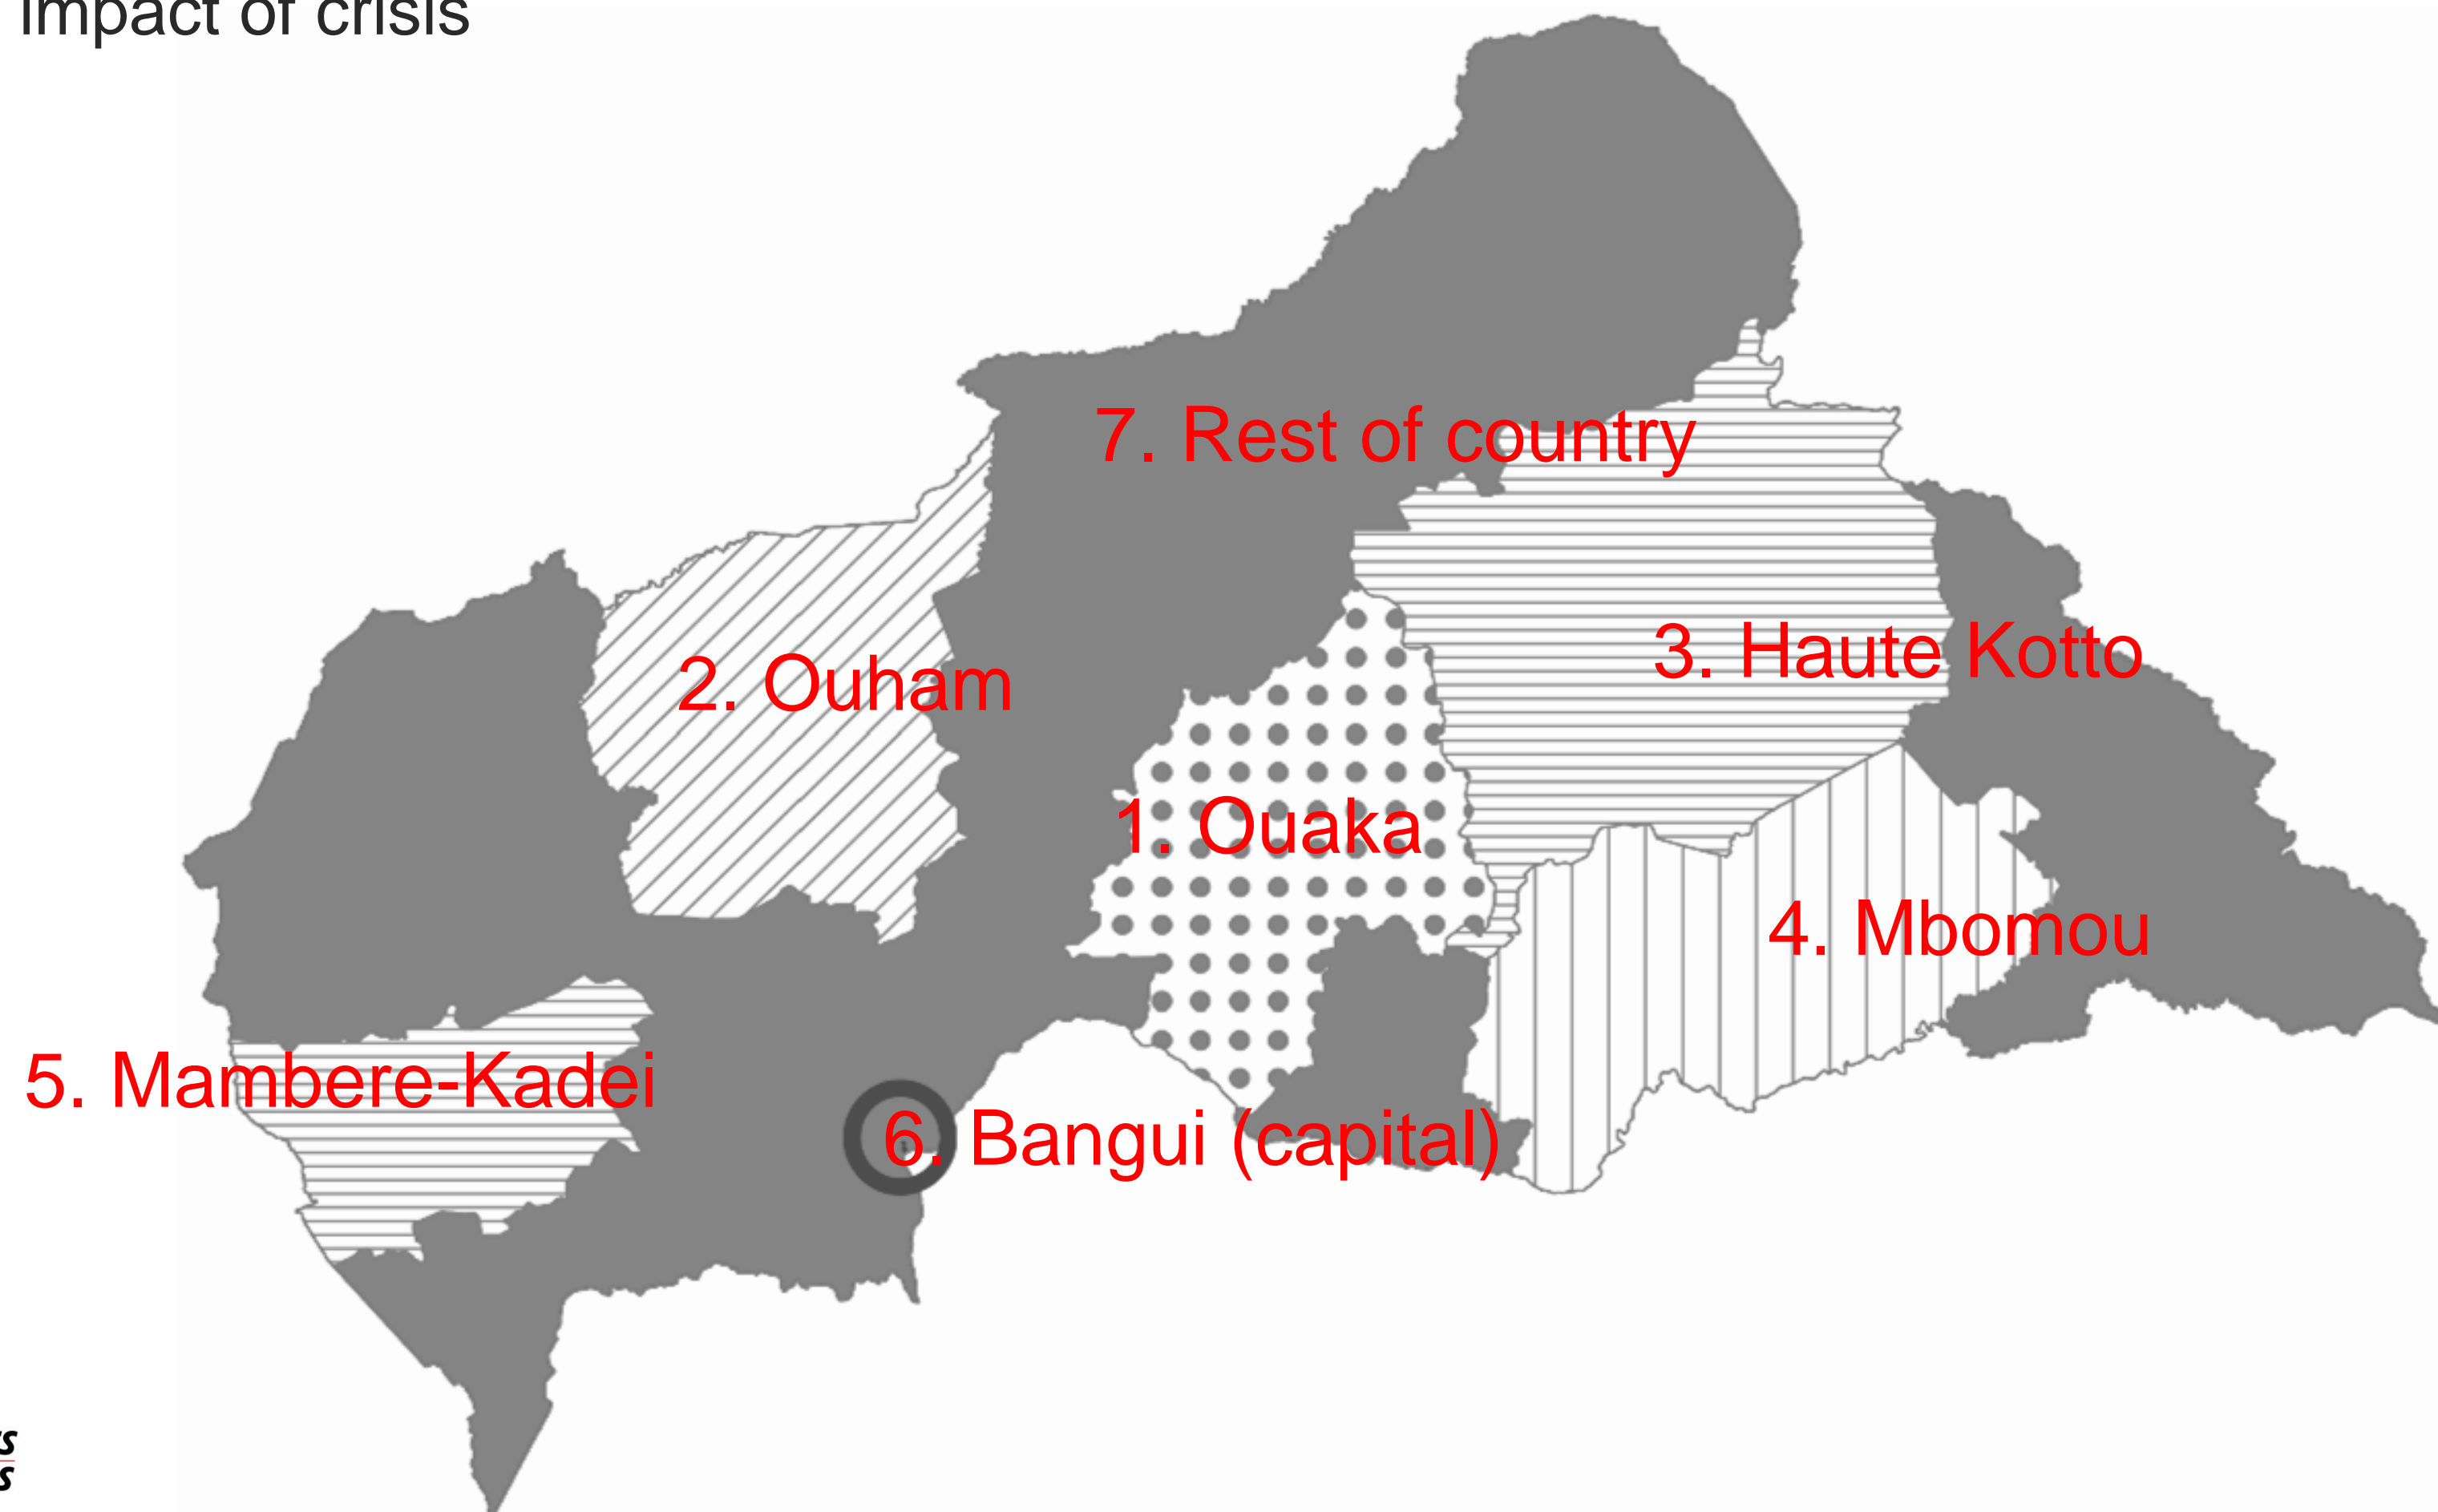 Impact of crisis
7. Rest of country
3. Haute Kotto
2. Ouham
1. Ouaka
4. Mbomou
5. Mambere-Kadei
6. Bangui (capital)